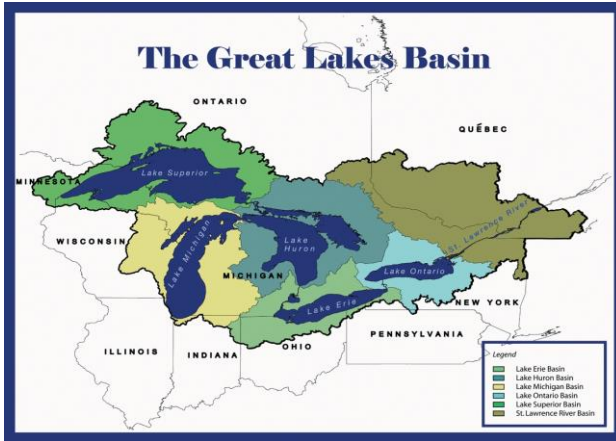 The Great Lakes Basin
ONTARIO
QUÉBEC
Lake Superior
MINNESOTA
St. Lawrence River
WISCONSIN
Lake Michigan
Lake Huron
MICHIGAN
Lake Ontario
Lake Erie
NEW YORK
PENNSYLVANIA
ILLINOIS
INDIANA
OHIO
Legend
Lake Erie Basin
Lake Huron Basin
Lake Michigan Basin
Lake Ontario Basin
Lake Superior Basin
St. Lawrence River Basin